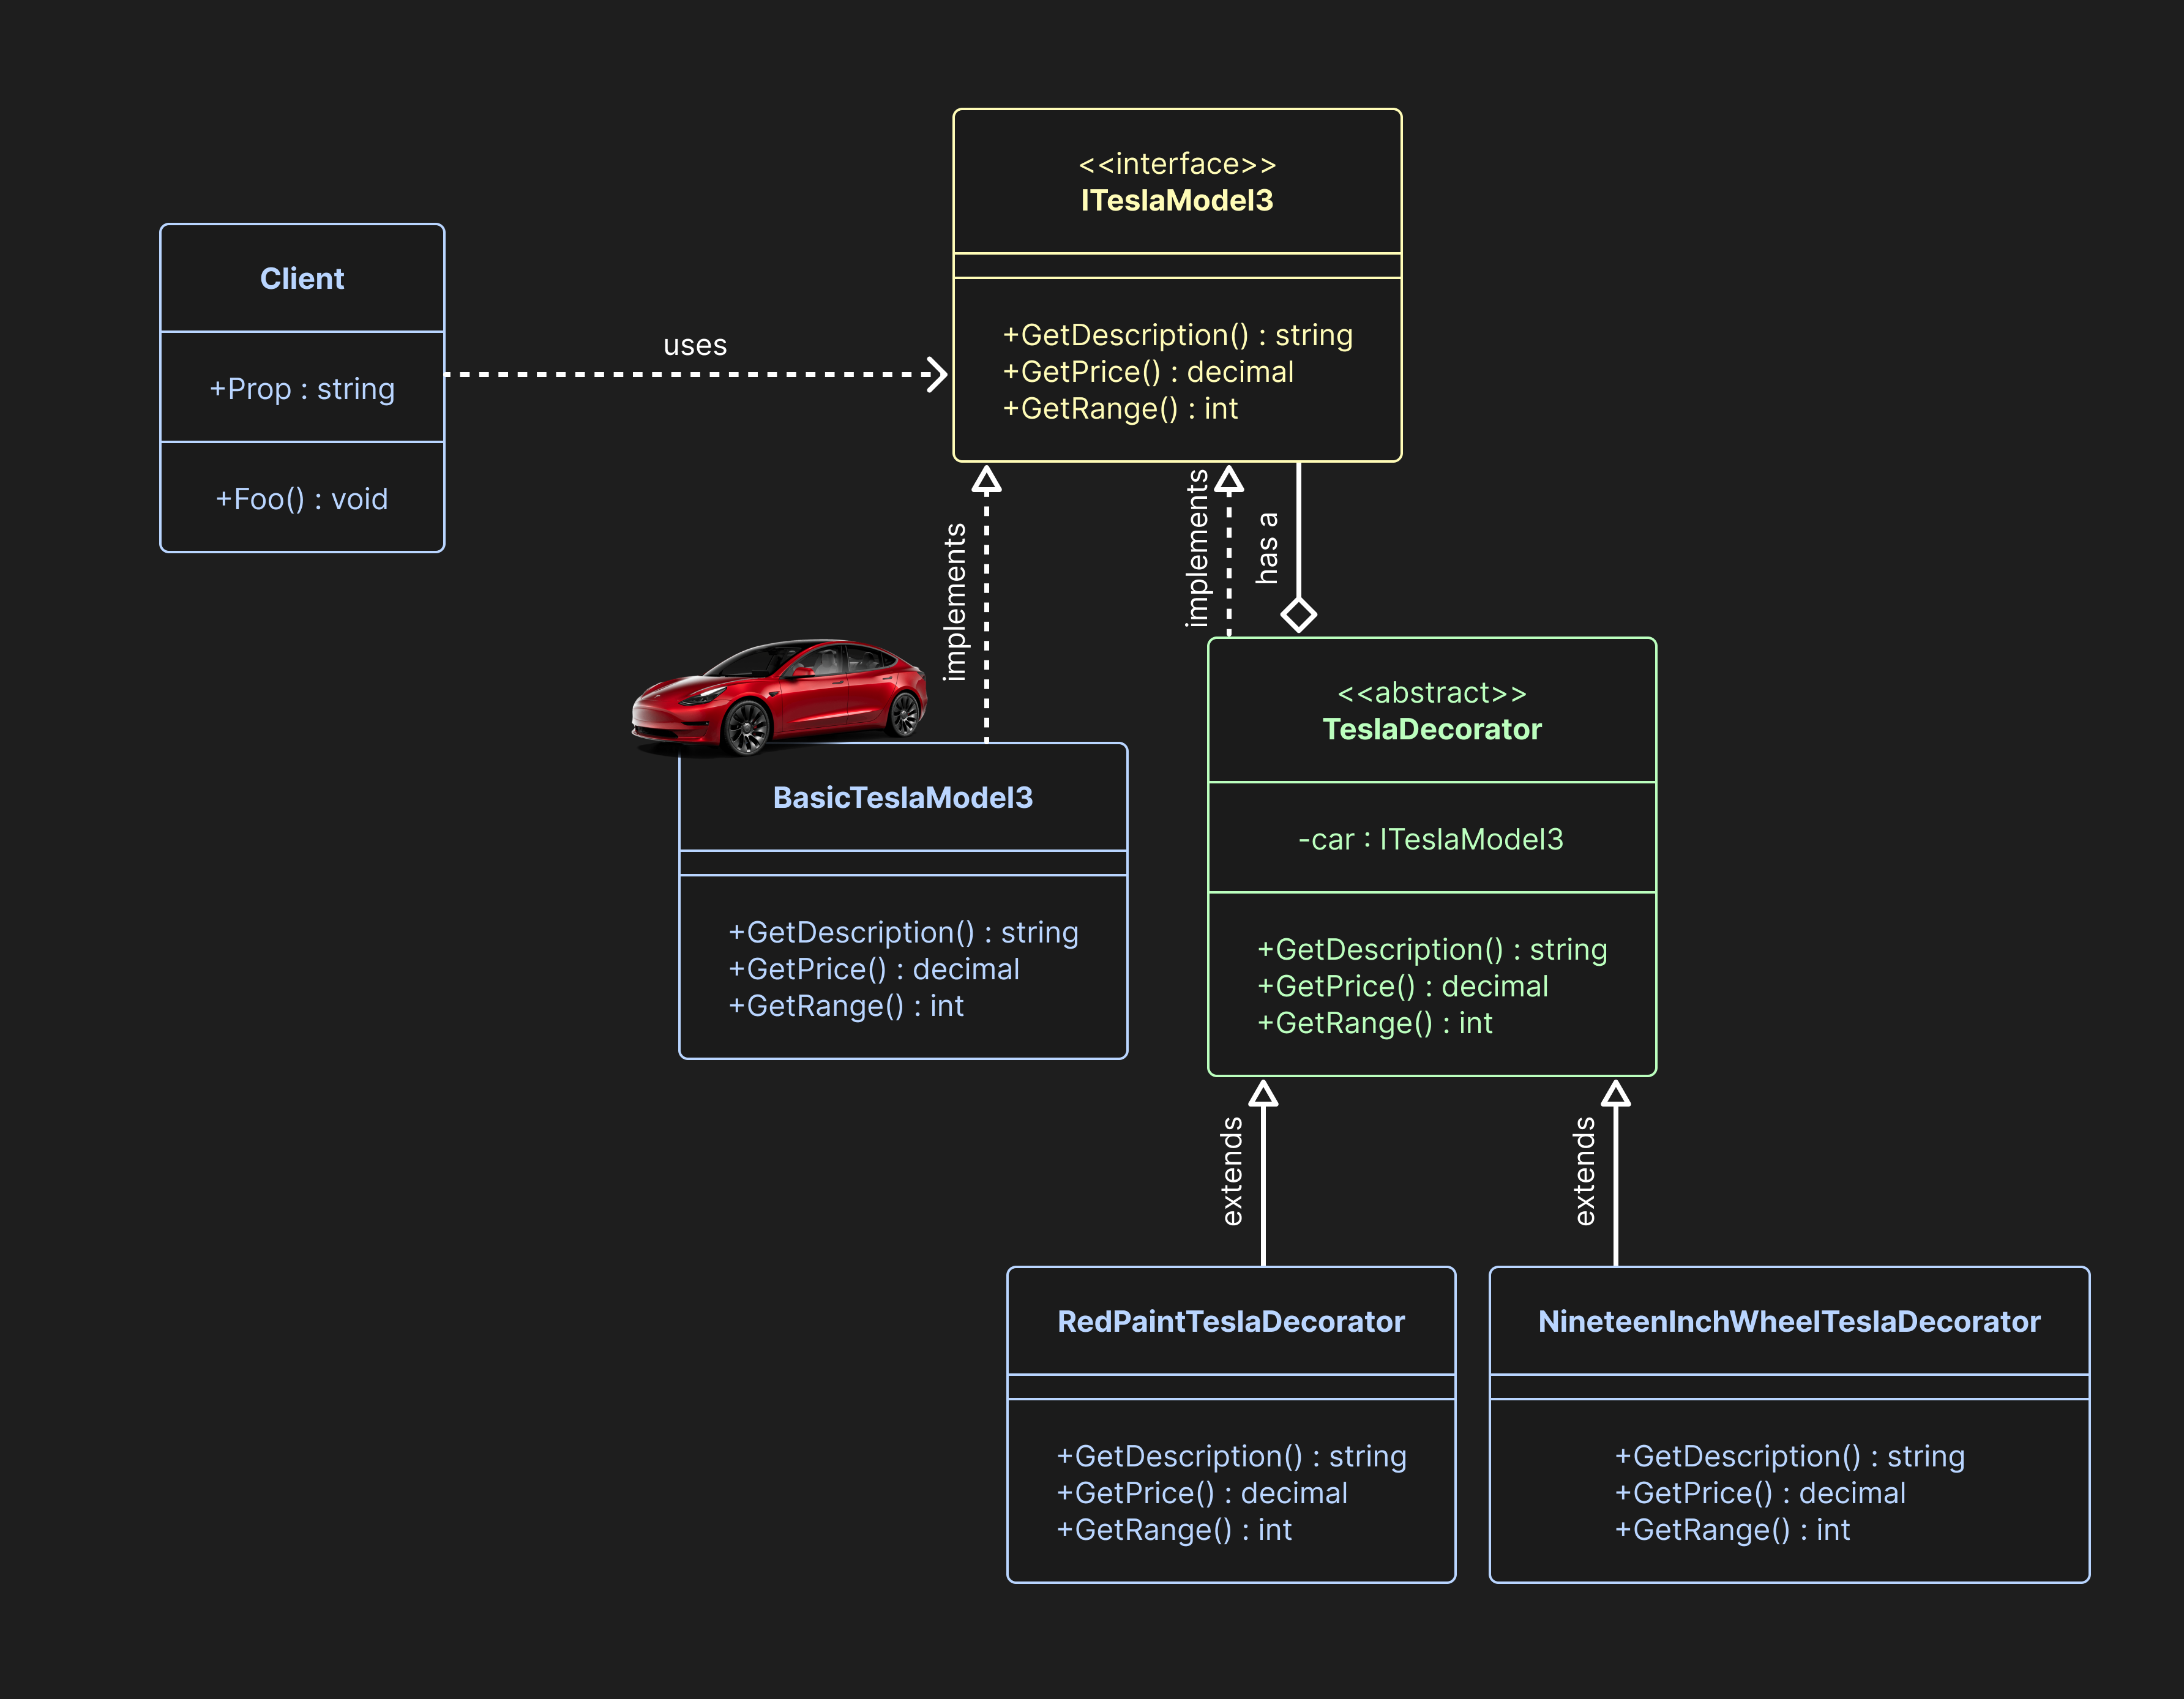 <<interface>>
ITeslaModel3
+GetDescription() : string
+GetPrice() : decimal
+GetRange() : int
Client
+Prop : string
+Foo() : void
uses
implements
implements
has a
BasicTeslaModel3
+GetDescription() : string
+GetPrice() : decimal
+GetRange() : int
<<abstract>>
TeslaDecorator
-car : ITeslaModel3
+GetDescription() : string
+GetPrice() : decimal
+GetRange() : int
extends
extends
RedPaintTeslaDecorator
+GetDescription() : string
+GetPrice() : decimal
+GetRange() : int
NineteenInchWheelTeslaDecorator
+GetDescription() : string
+GetPrice() : decimal
+GetRange() : int